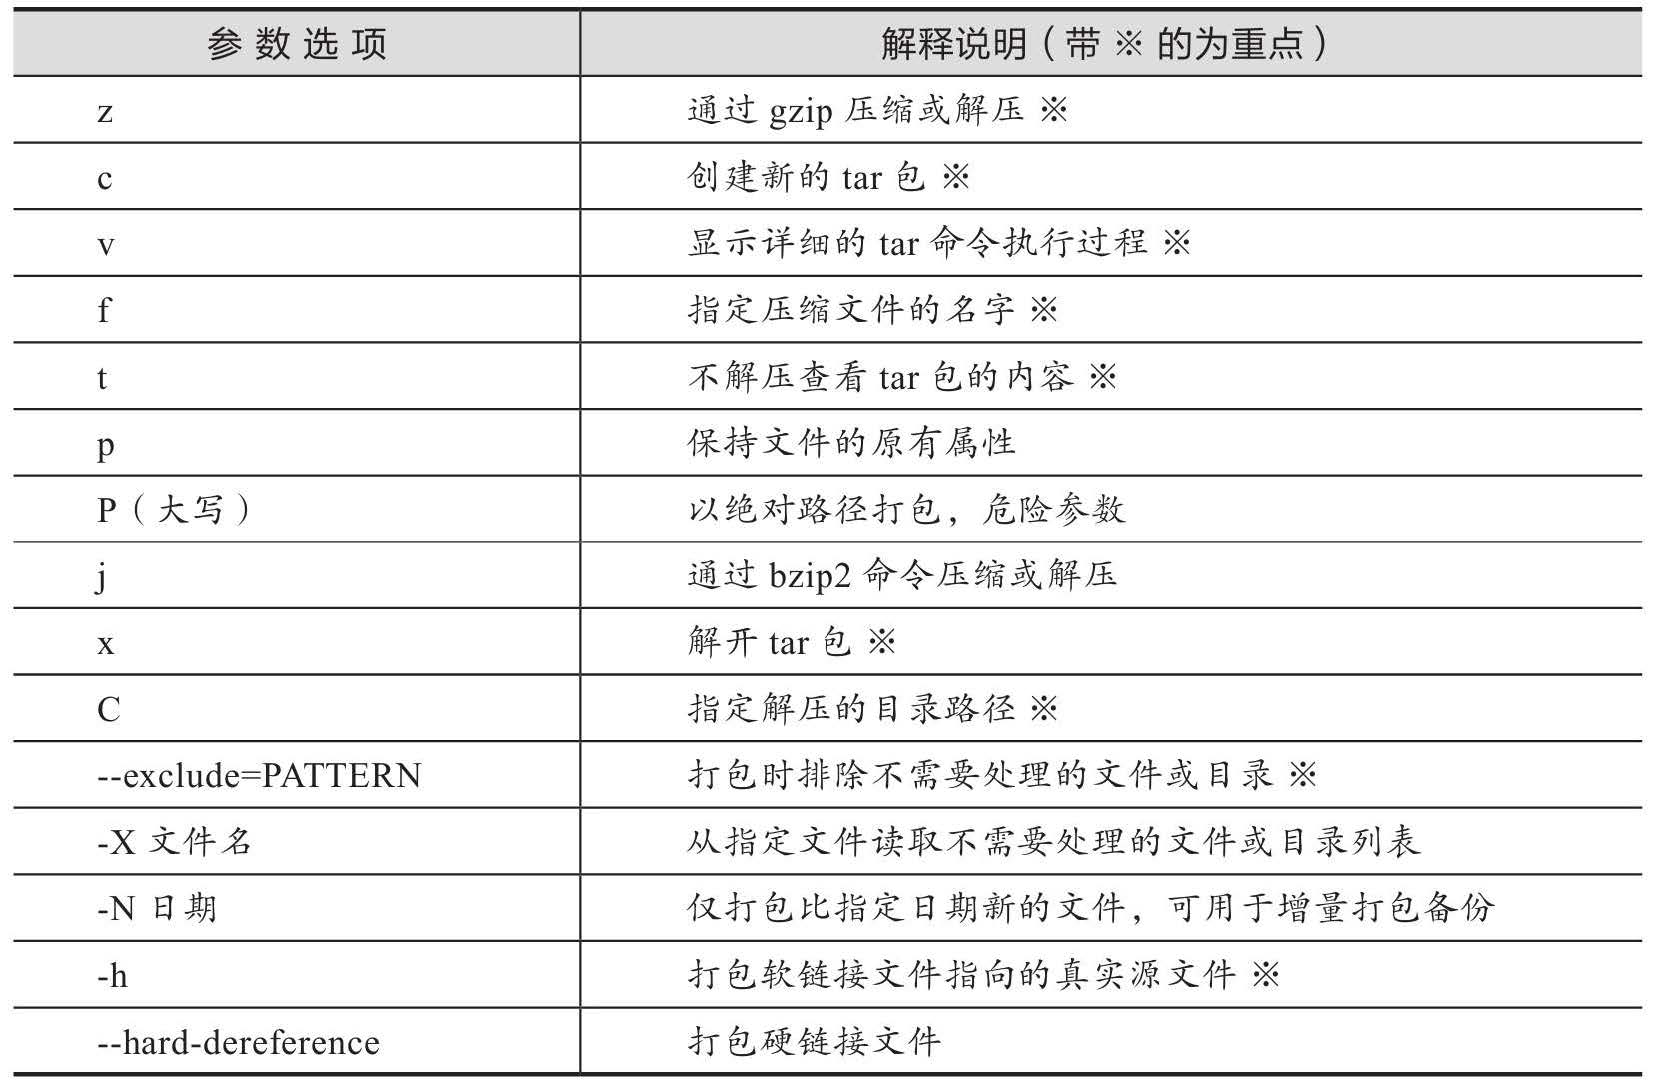 参数选项 解释说明（带 ※ 的为重点）
z 通过 gzip 压缩或解压 ※
c 创建新的 tar 包 ※
v 显示详细的 tar 命令执行过程 ※
f 指定压缩文件的名字 ※
t 不解压查看 tar 包的内容 ※
p 保持文件的原有属性
P（大写） 以绝对路径打包，危险参数
j 通过 bzip2 命令压缩或解压
x 解开 tar 包 ※
C 指定解压的目录路径 ※
--exclude=PATTERN 打包时排除不需要处理的文件或目录 ※
-X 文件名 从指定文件读取不需要处理的文件或目录列表
-N 日期 仅打包比指定日期新的文件，可用于增量打包备份
-h 打包软链接文件指向的真实源文件 ※
--hard-dereference 打包硬链接文件